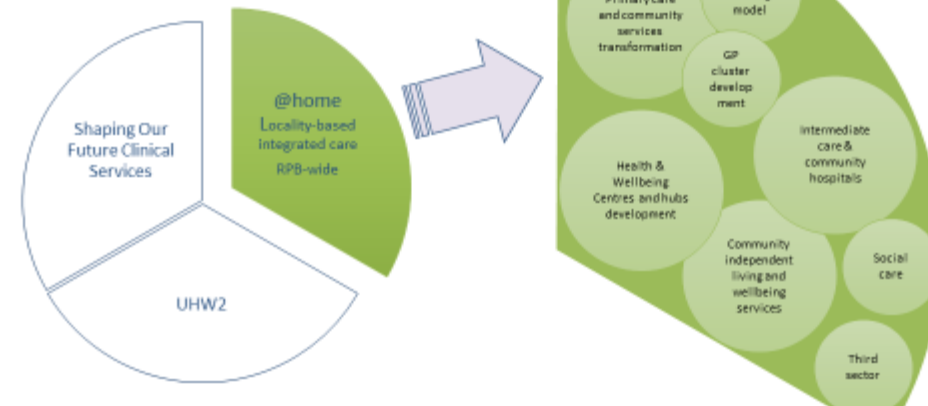 Shaping Our
Future Clinical
Services
@home
Locality-based
integrated care
RPB-wide
UHW2
Primary care
and community
services
transformation
model
GP
cluster
develop
ment
Intermediate
care &
community
hospitals
Health &
Wellbeing
Centres and hubs
development
Community
independent
living and
wellbeing
services
Social
care
Third
sector